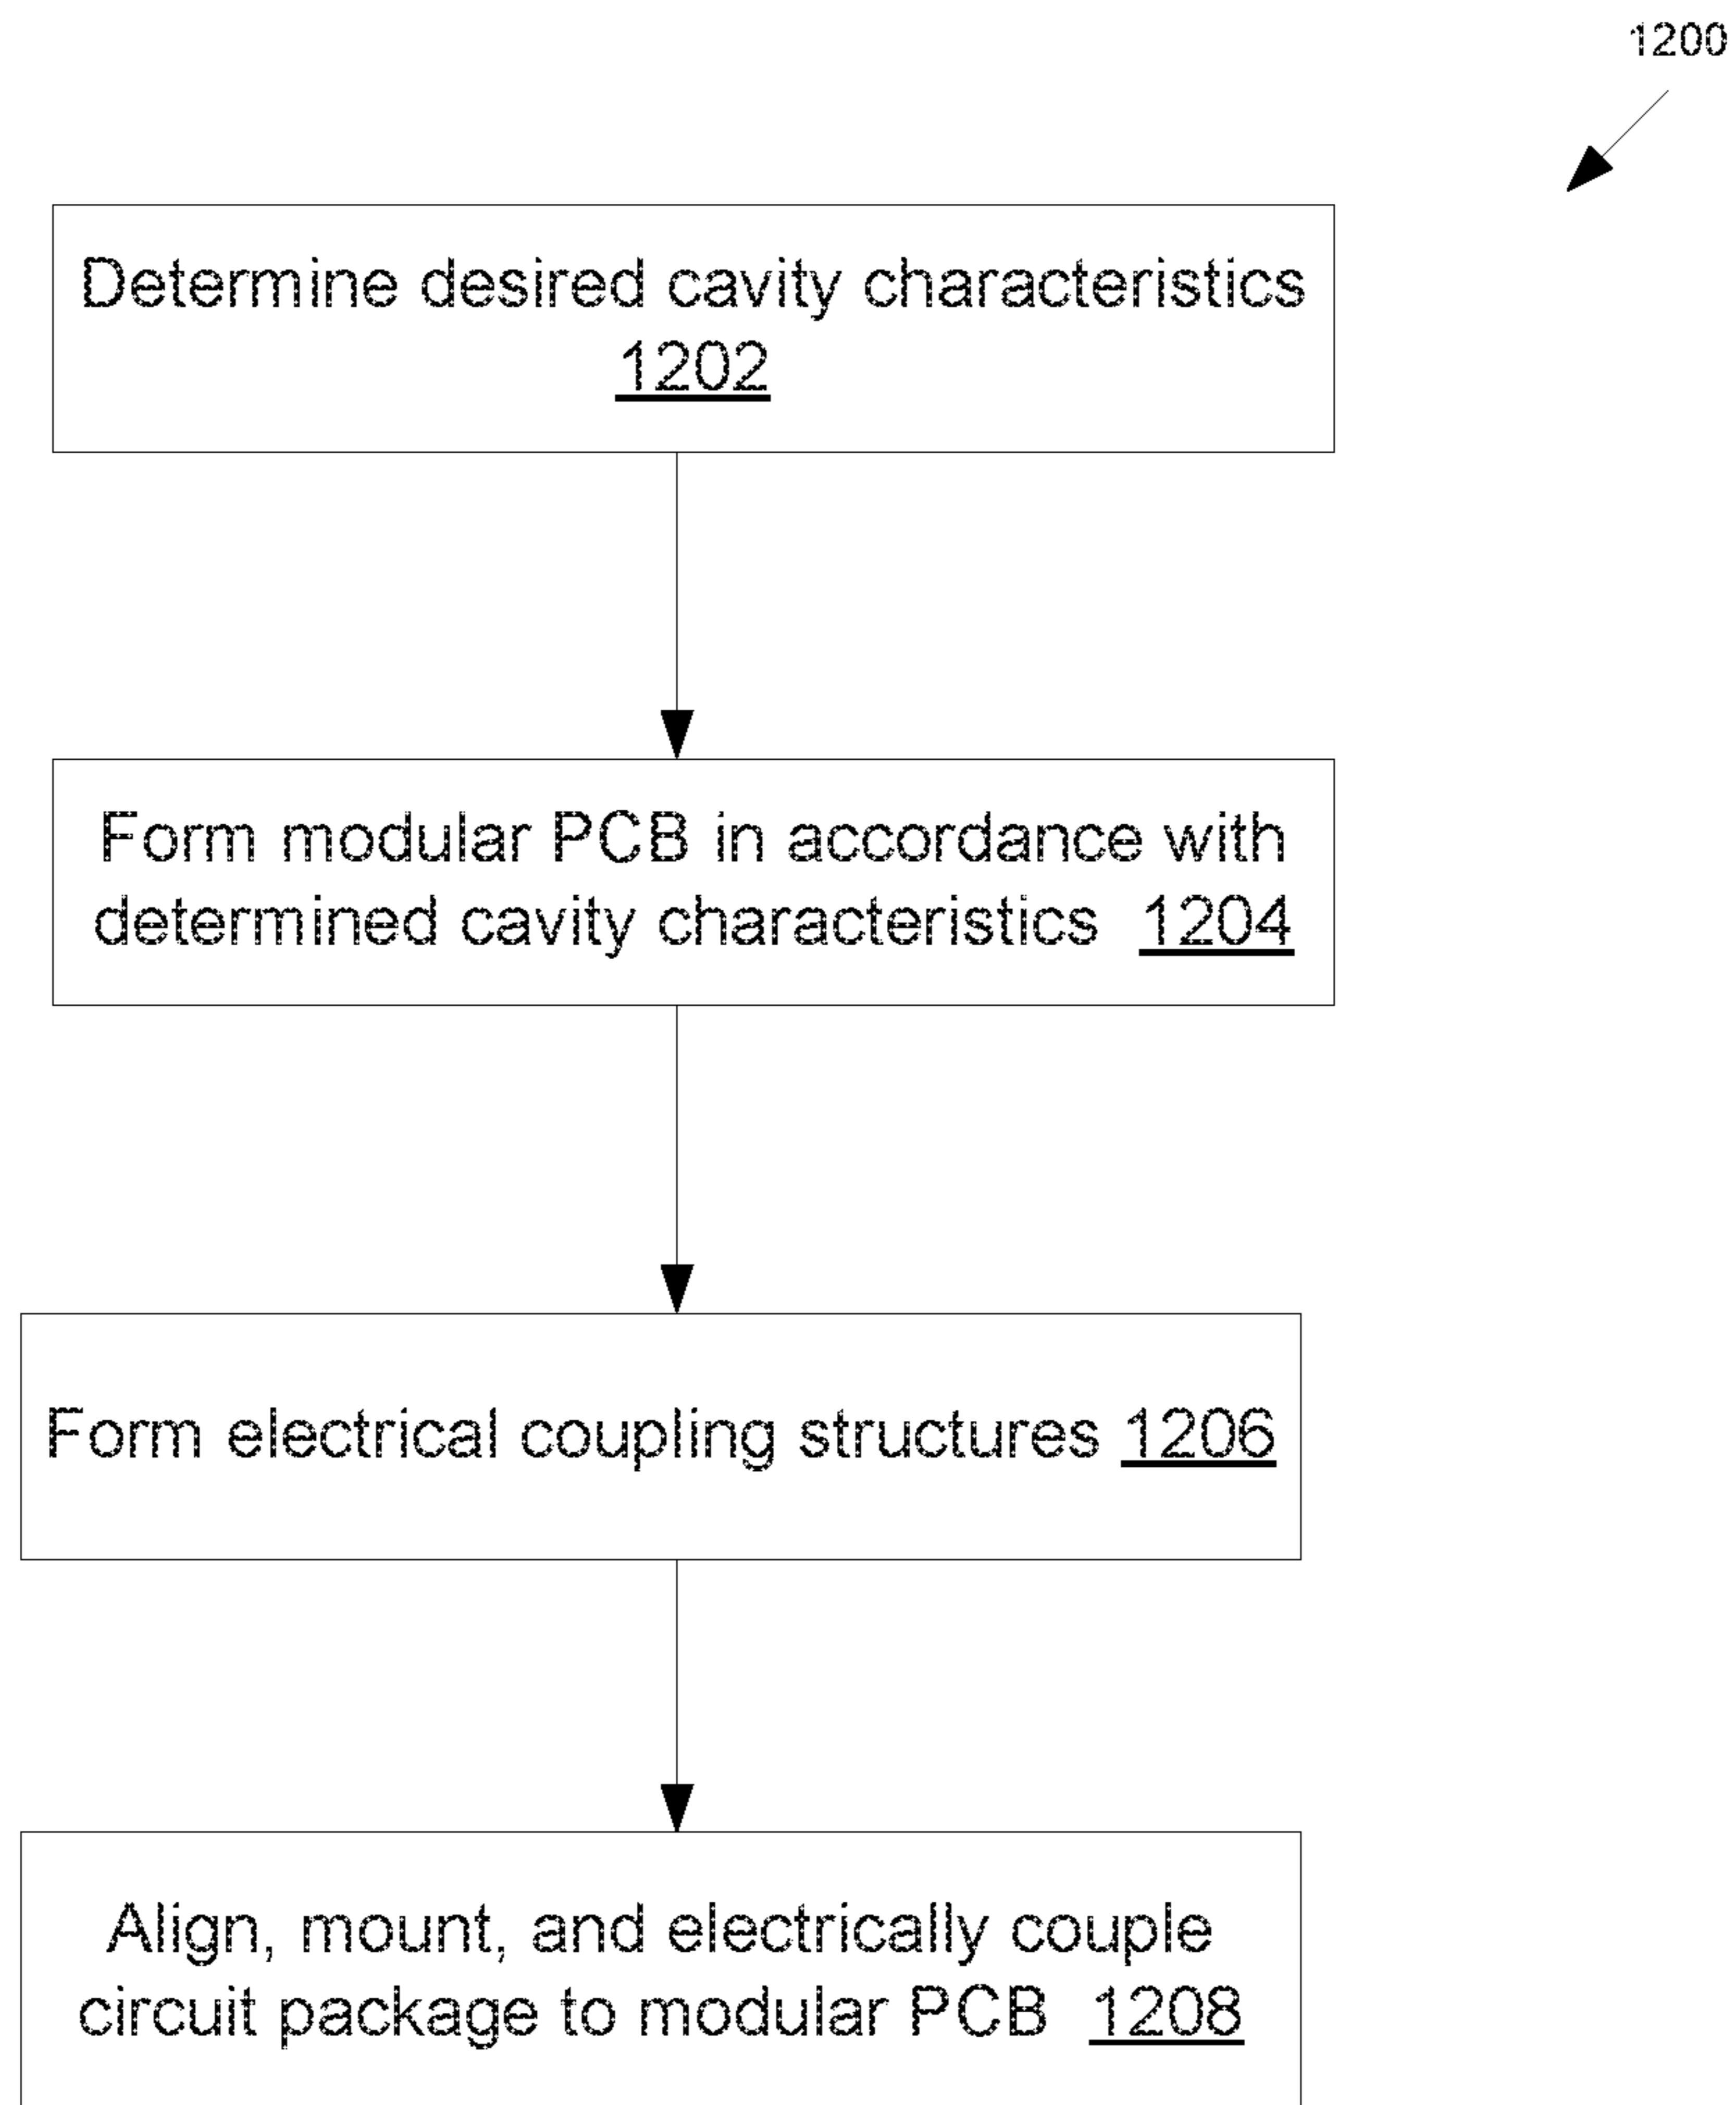 1200
Determine desired cavity characteristics
1202
Form modular PCB in accordance with
determined cavity characteristics 1204
Form electrical coupling structures 1206
Align, mount, and electrically couple
circuit package to modular PCB 1208